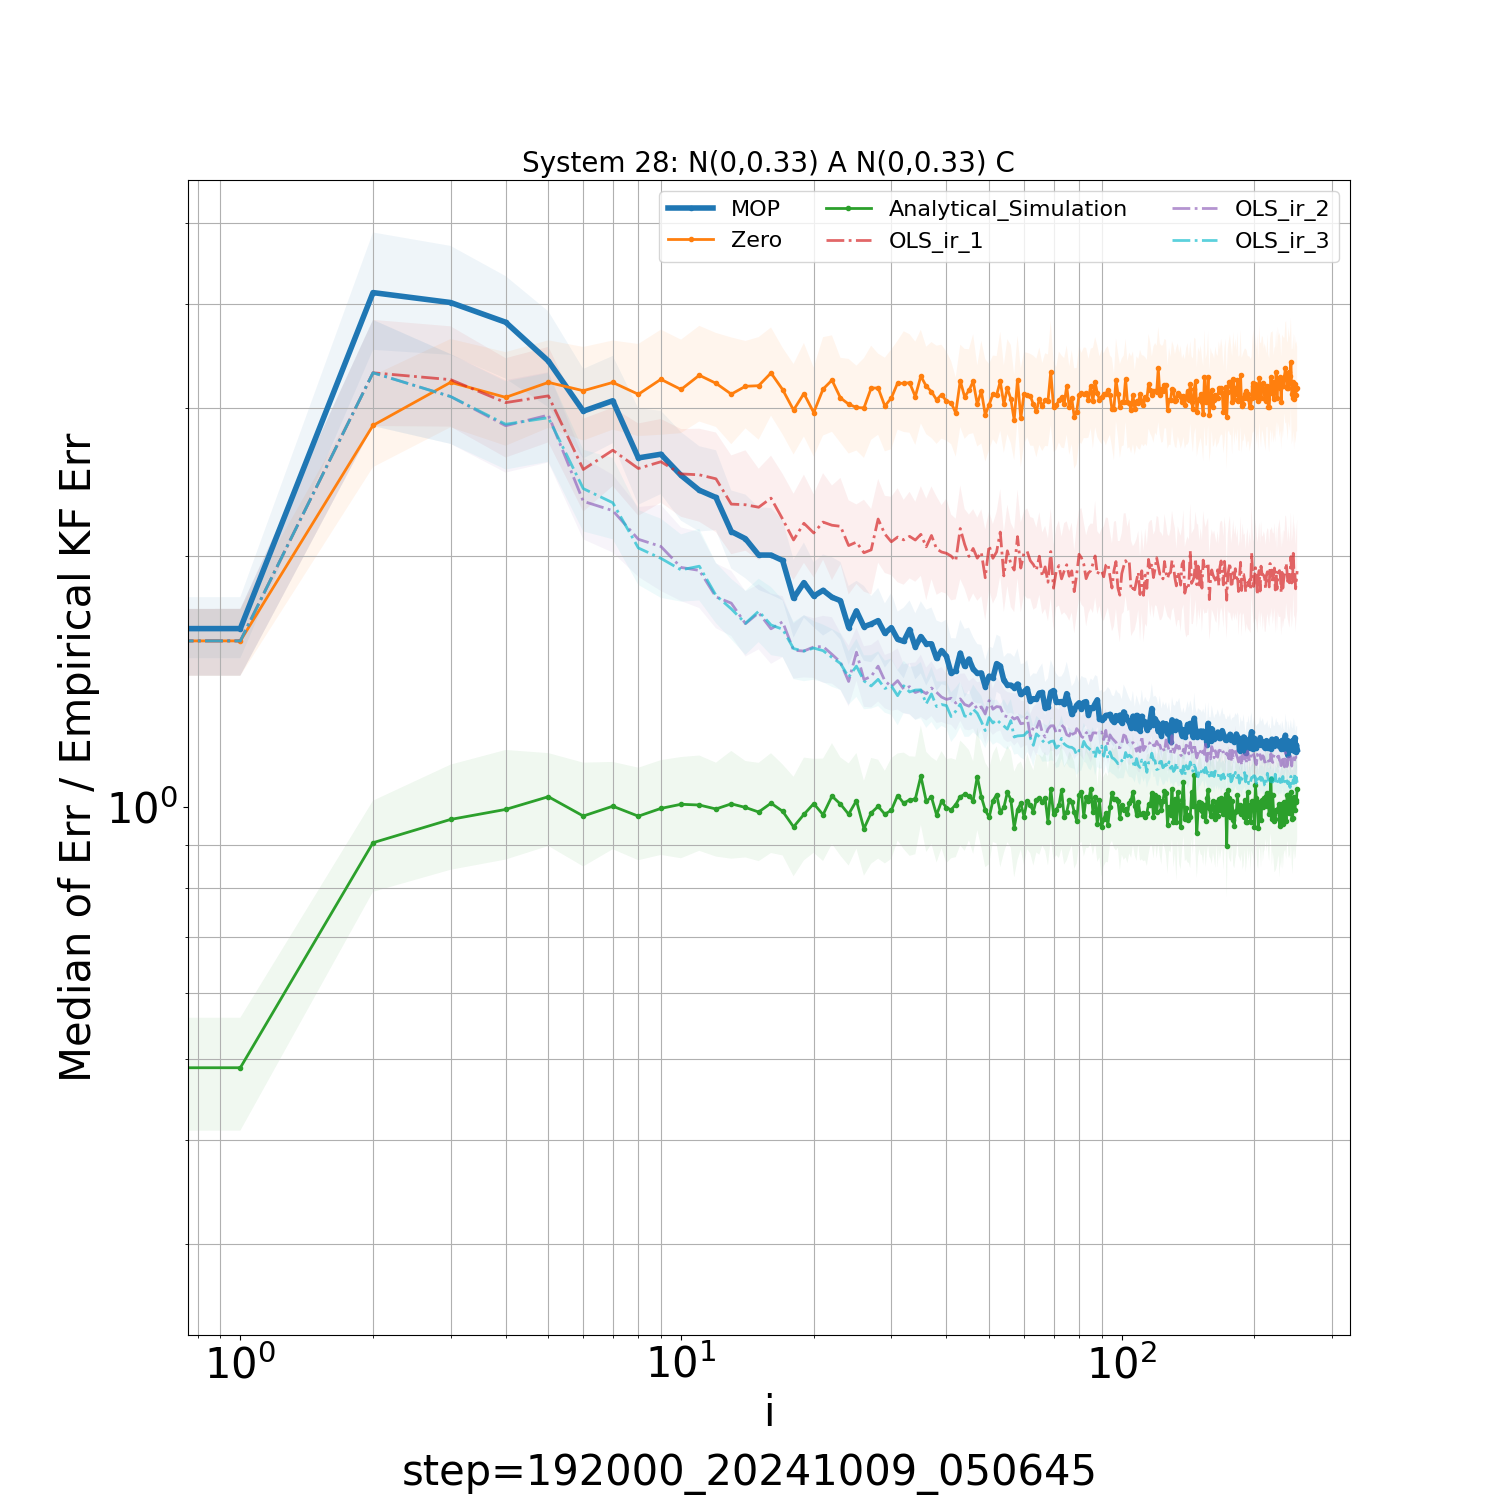 System 28: N(0,0.33) A N(0,0.33) C
MOP
Zero
Analytical_Simulation
OLS_ir_1
OLS_ir_2
OLS_ir_3
Median of Err / Empirical KF Err
10⁰
10⁰ 10¹ 10²
i
step=192000_20241009_050645